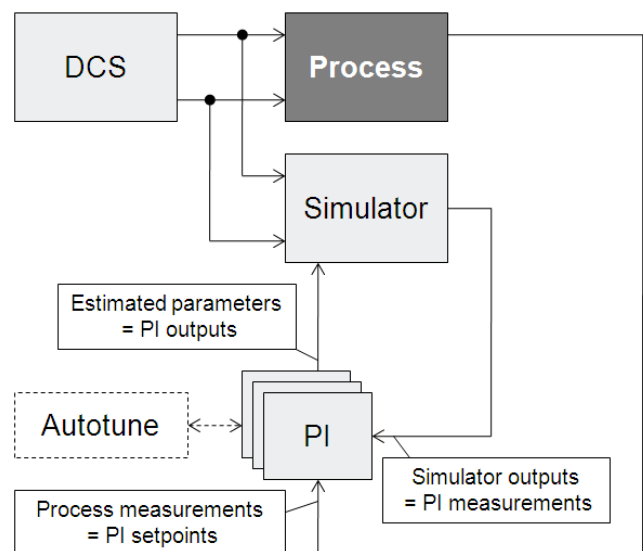 DCS
Process
Simulator
Estimated parameters
= PI outputs
Autotune
PI
Simulator outputs
= PI measurements
Process measurements
= PI setpoints